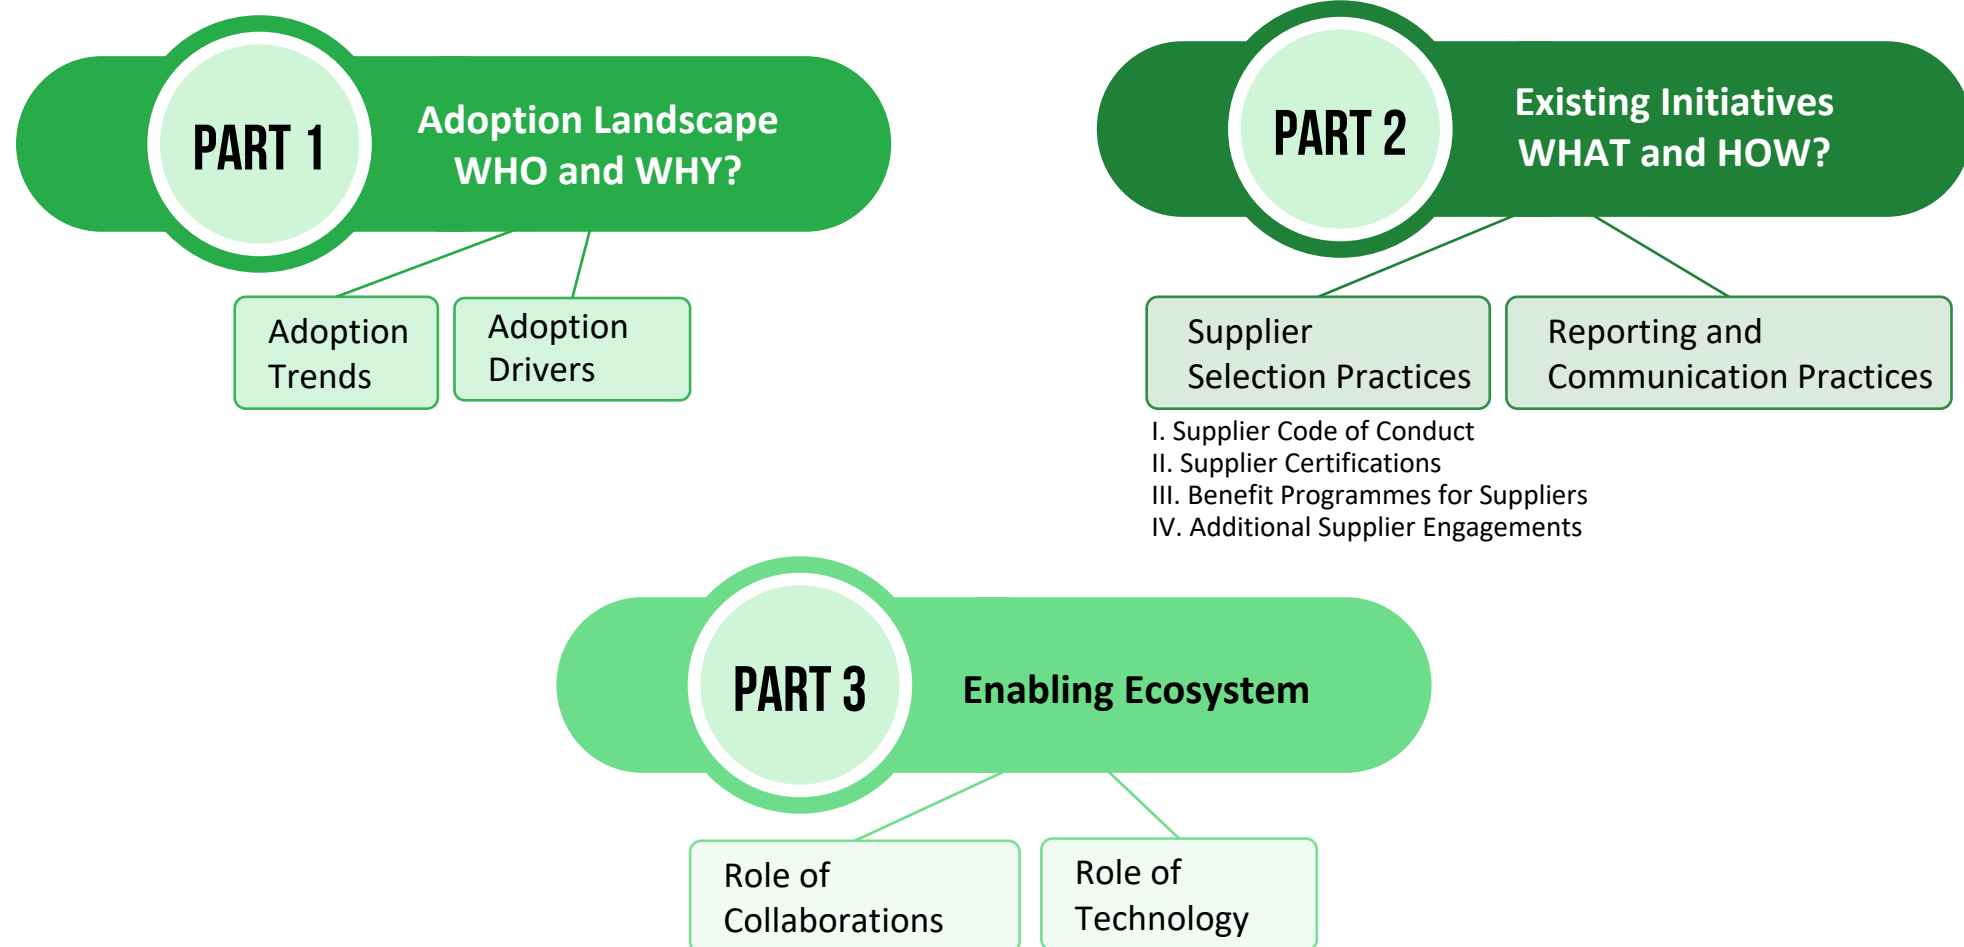 PART 1
Adoption Landscape
WHO and WHY?
Adoption
Trends
Adoption
Drivers
PART 2
Existing Initiatives
WHAT and HOW?
Supplier
Selection Practices
Reporting and
Communication Practices
I. Supplier Code of Conduct
II. Supplier Certifications
III. Benefit Programmes for Suppliers
IV. Additional Supplier Engagements
PART 3
Enabling Ecosystem
Role of
Collaborations
Role of
Technology